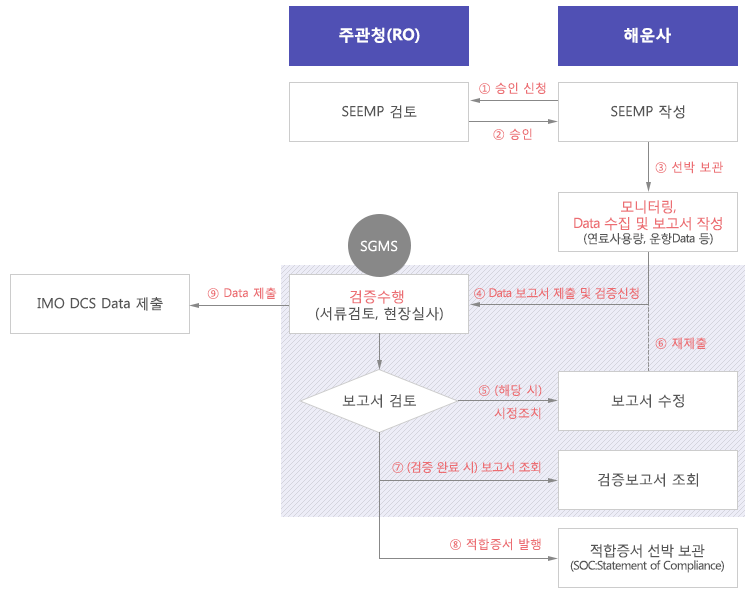 주관청(RO)
해운사
① 승인 신청
SEEMP 검토
SEEMP 작성
② 승인
③ 선박 보관
모니터링,
Data 수집 및 보고서 작성
(연료사용량, 운항Data 등)
SGMS
⑨ Data 제출
IMO DCS Data 제출
검증수행
(서류검토, 현장실사)
④ Data 보고서 제출 및 검증신청
⑥ 재제출
보고서 검토
⑤ (해당 시)
시정조치
보고서 수정
⑦ (검증 완료 시) 보고서 조회
검증보고서 조회
⑧ 적합증서 발행
적합증서 선박 보관
(SOC:Statement of Compliance)